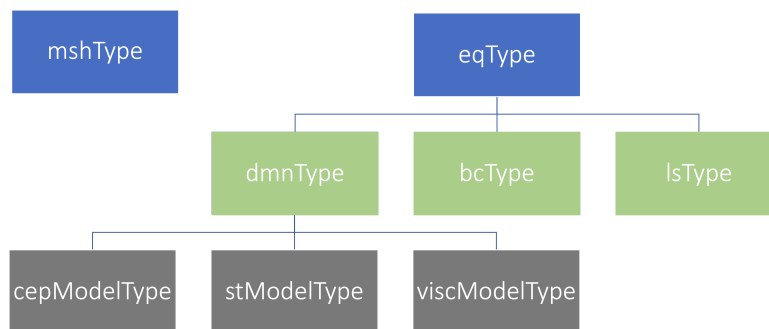 mshType
eqType
dmnType
bcType
lsType
cepModelType
stModelType
viscModelType